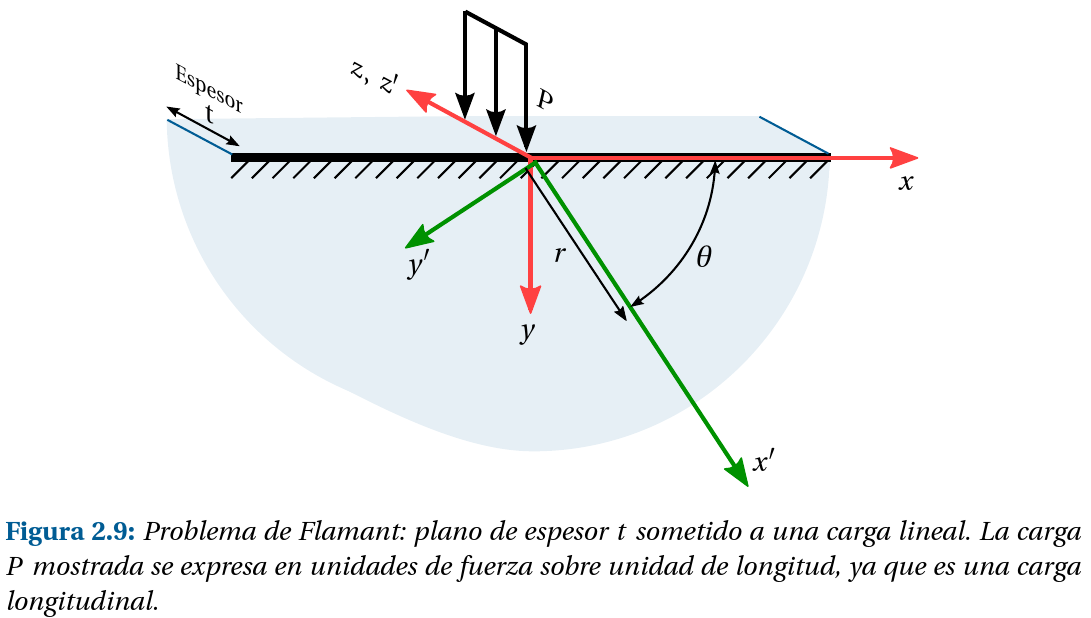 z, z′
Espesor
t
P
x
y′
r
θ
y
x′
Figura 2.9: Problema de Flamant: plano de espesor t sometido a una carga lineal. La carga
P mostrada se expresa en unidades de fuerza sobre unidad de longitud, ya que es una carga
longitudinal.